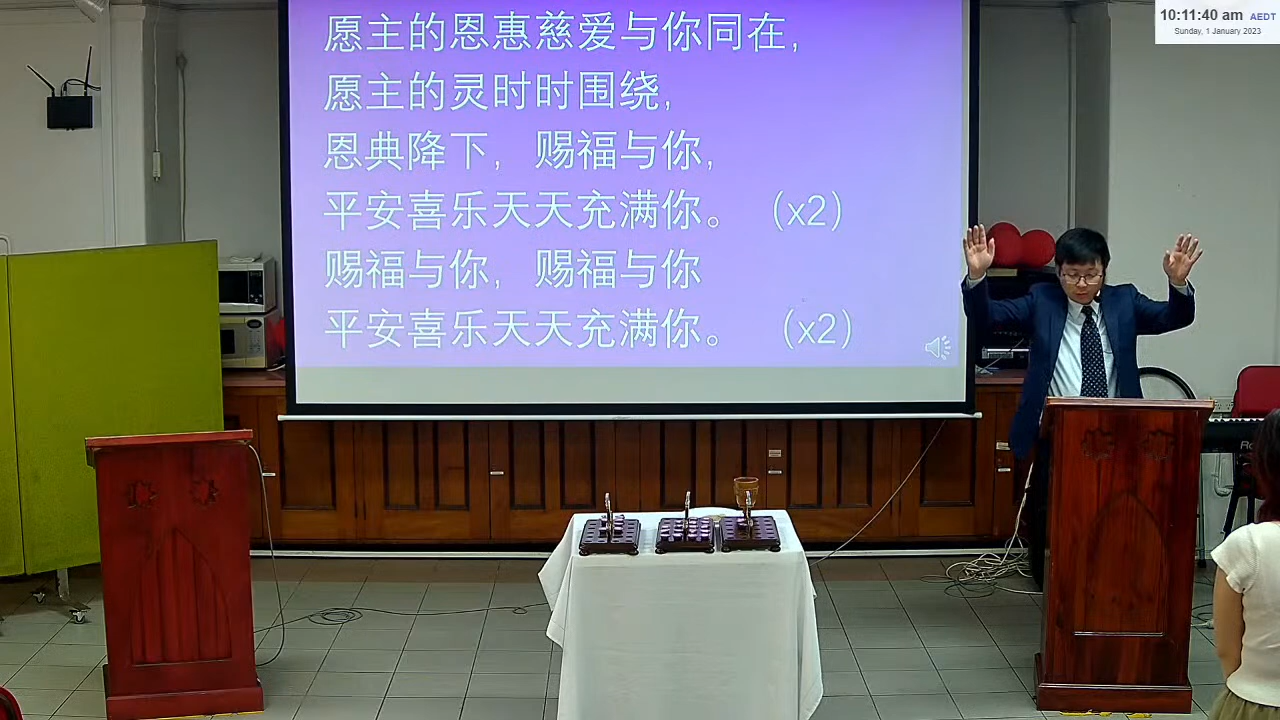 10:11:40 am AEDT
Sunday, 1 January 2023
愿主的恩惠慈爱与你同在，
愿主的灵时时围绕，
恩典降下，赐福与你，
平安喜乐天天充满你。（x2）
赐福与你，赐福与你
平安喜乐天天充满你。（x2）